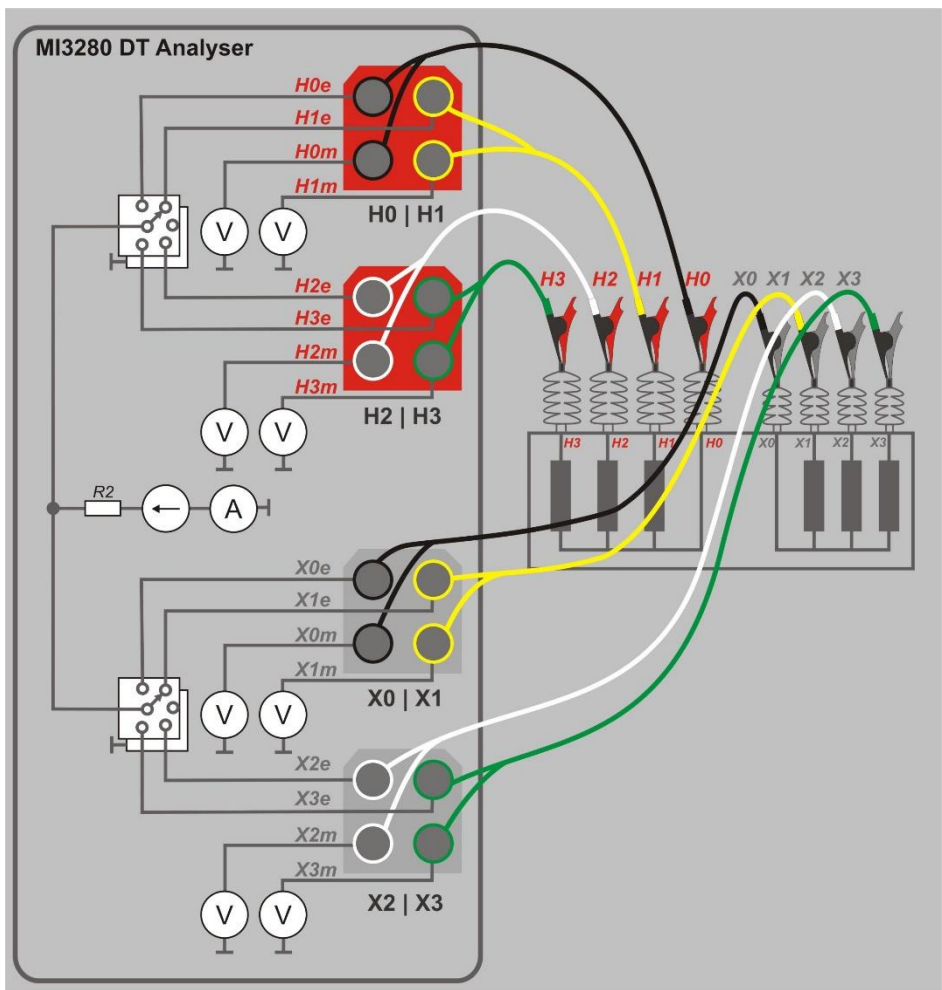 MI3280 DT Analyser
H0e
H1e
H0m
H1m
V V
H0 | H1
H2e
H3e
H2m
H3m
V V
H2 | H3
H3 H2 H1 H0 X0 X1 X2 X3
H3 H2 H1 H0 X0 X1 X2 X3
R2
A
X0e
X1e
X0m
X1m
V V
X0 | X1
X2e
X3e
X2m
X3m
V V
X2 | X3